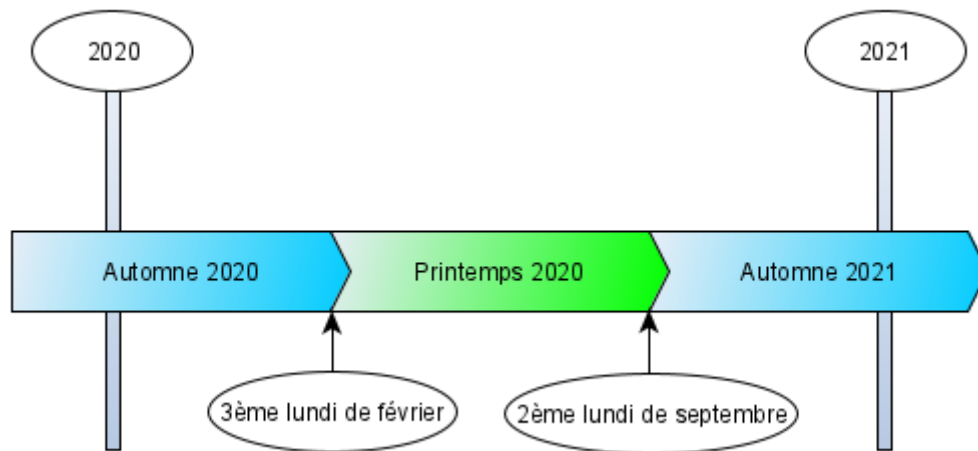 2020
2021
Automne 2020
Printemps 2020
Automne 2021
3ème lundi de février
2ème lundi de septembre